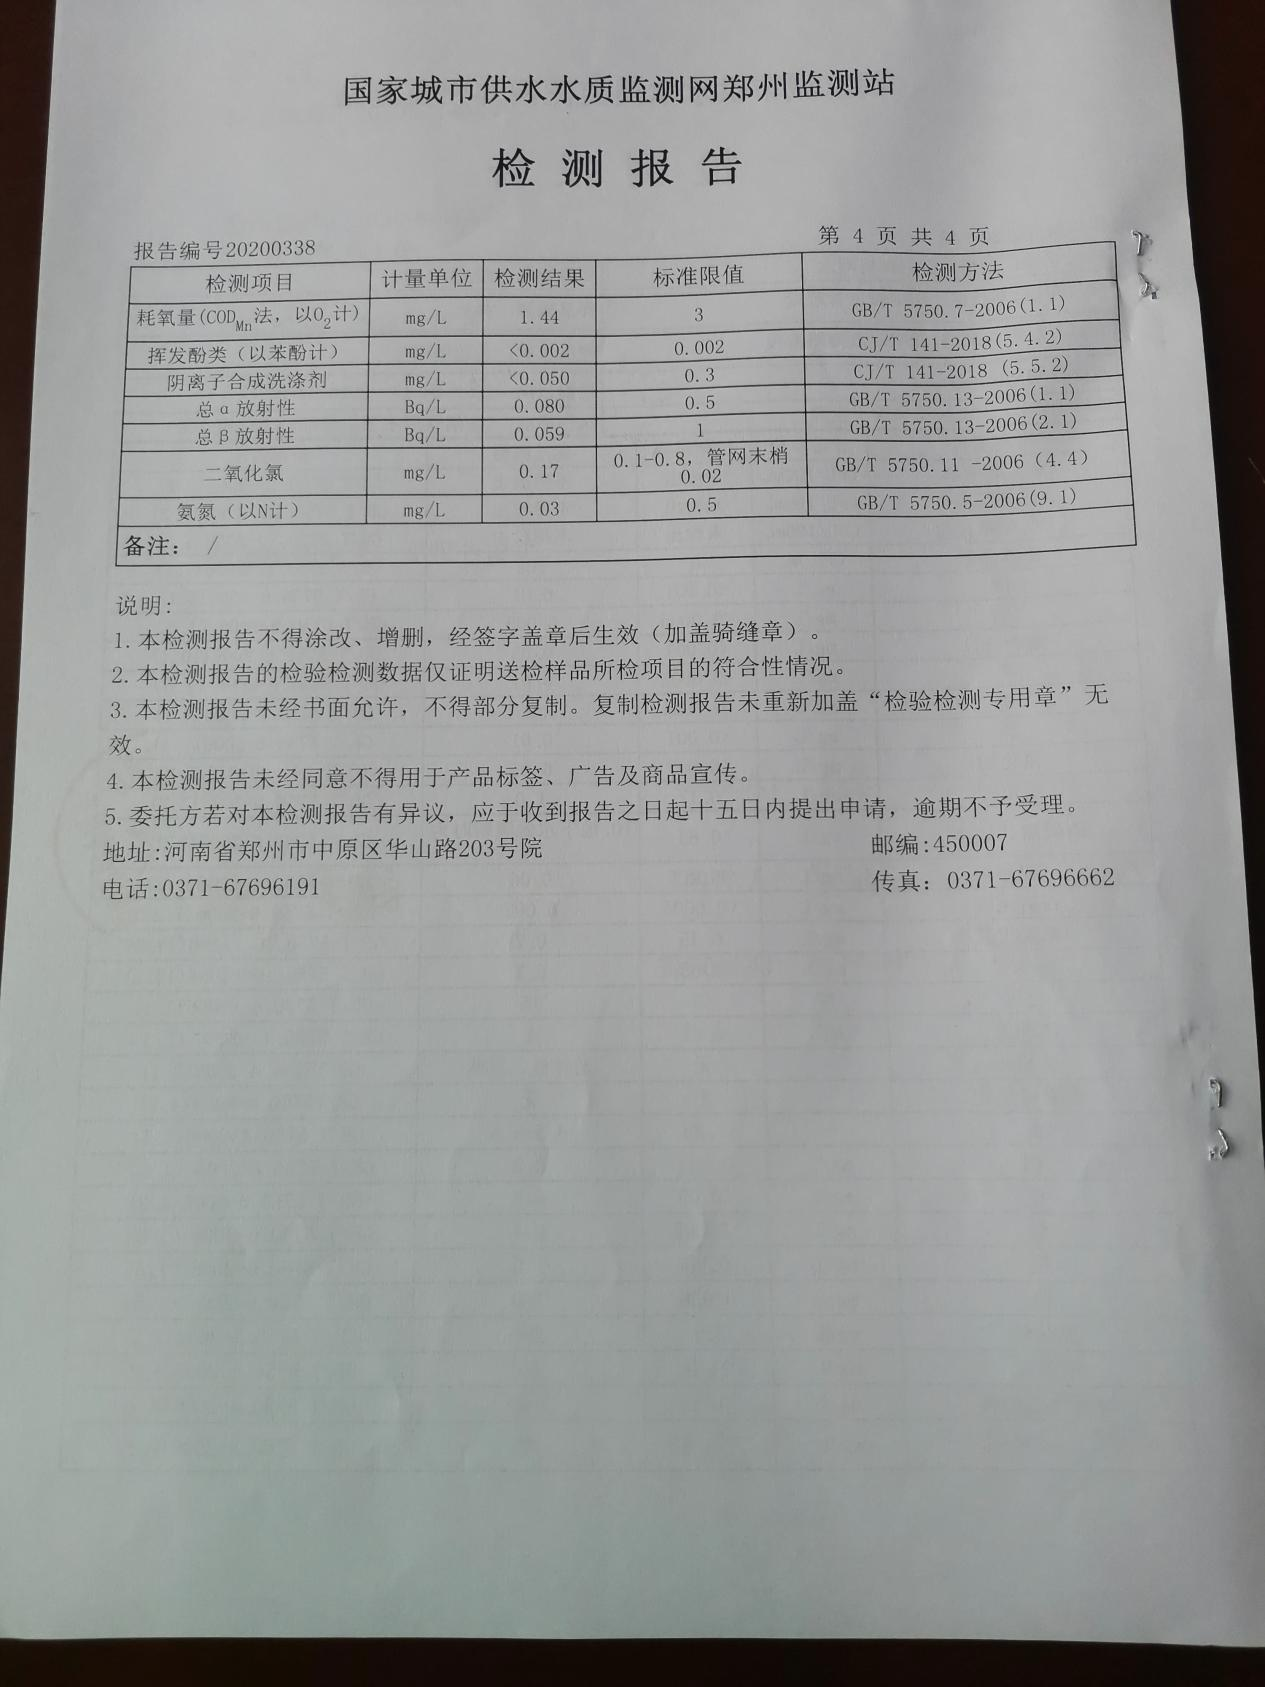 国家城市供水水质监测网郑州监测站
检测报告
报告编号20200338 第 4 页 共 4 页
检测项目 计量单位 检测结果 标准限值 检测方法
耗氧量(CODMn法，以O2计) mg/L 1.44 3 GB/T 5750.7-2006(1.1)
挥发酚类（以苯酚计） mg/L <0.002 0.002 CJ/T 141-2018(5.4.2)
阴离子合成洗涤剂 mg/L <0.050 0.3 CJ/T 141-2018 (5.5.2)
总α放射性 Bq/L 0.080 0.5 GB/T 5750.13-2006(1.1)
总β放射性 Bq/L 0.059 1 GB/T 5750.13-2006(2.1)
二氧化氯 mg/L 0.17 0.1-0.8，管网末梢 0.02 GB/T 5750.11 -2006（4.4）
氨氮（以N计） mg/L 0.03 0.5 GB/T 5750.5-2006(9.1)
备注： /
说明:
1.本检测报告不得涂改、增删，经签字盖章后生效（加盖骑缝章）。
2.本检测报告的检验检测数据仅证明送检样品所检项目的符合性情况。
3.本检测报告未经书面允许，不得部分复制。复制检测报告未重新加盖“检验检测专用章”无
效。
4.本检测报告未经同意不得用于产品标签、广告及商品宣传。
5.委托方若对本检测报告有异议，应于收到报告之日起十五日内提出申请，逾期不予受理。
地址:河南省郑州市中原区华山路203号院 邮编:450007
电话:0371-67696191 传真：0371-67696662